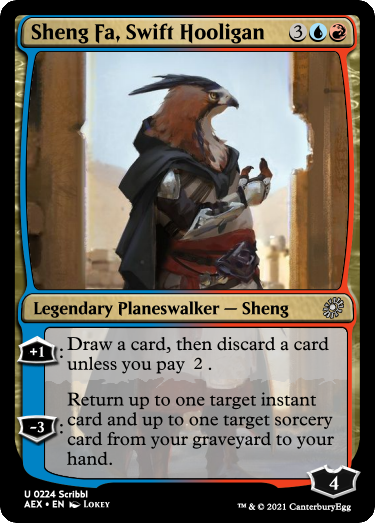 Sheng Fa, Swift Hooligan 3
Legendary Planeswalker — Sheng
+1: Draw a card, then discard a card
unless you pay 2 .
Return up to one target instant
-3: card and up to one target sorcery
card from your graveyard to your
hand.
4
U 0224 Scribbl
AEX • EN Lokey
™ & © 2021 CanterburyEgg